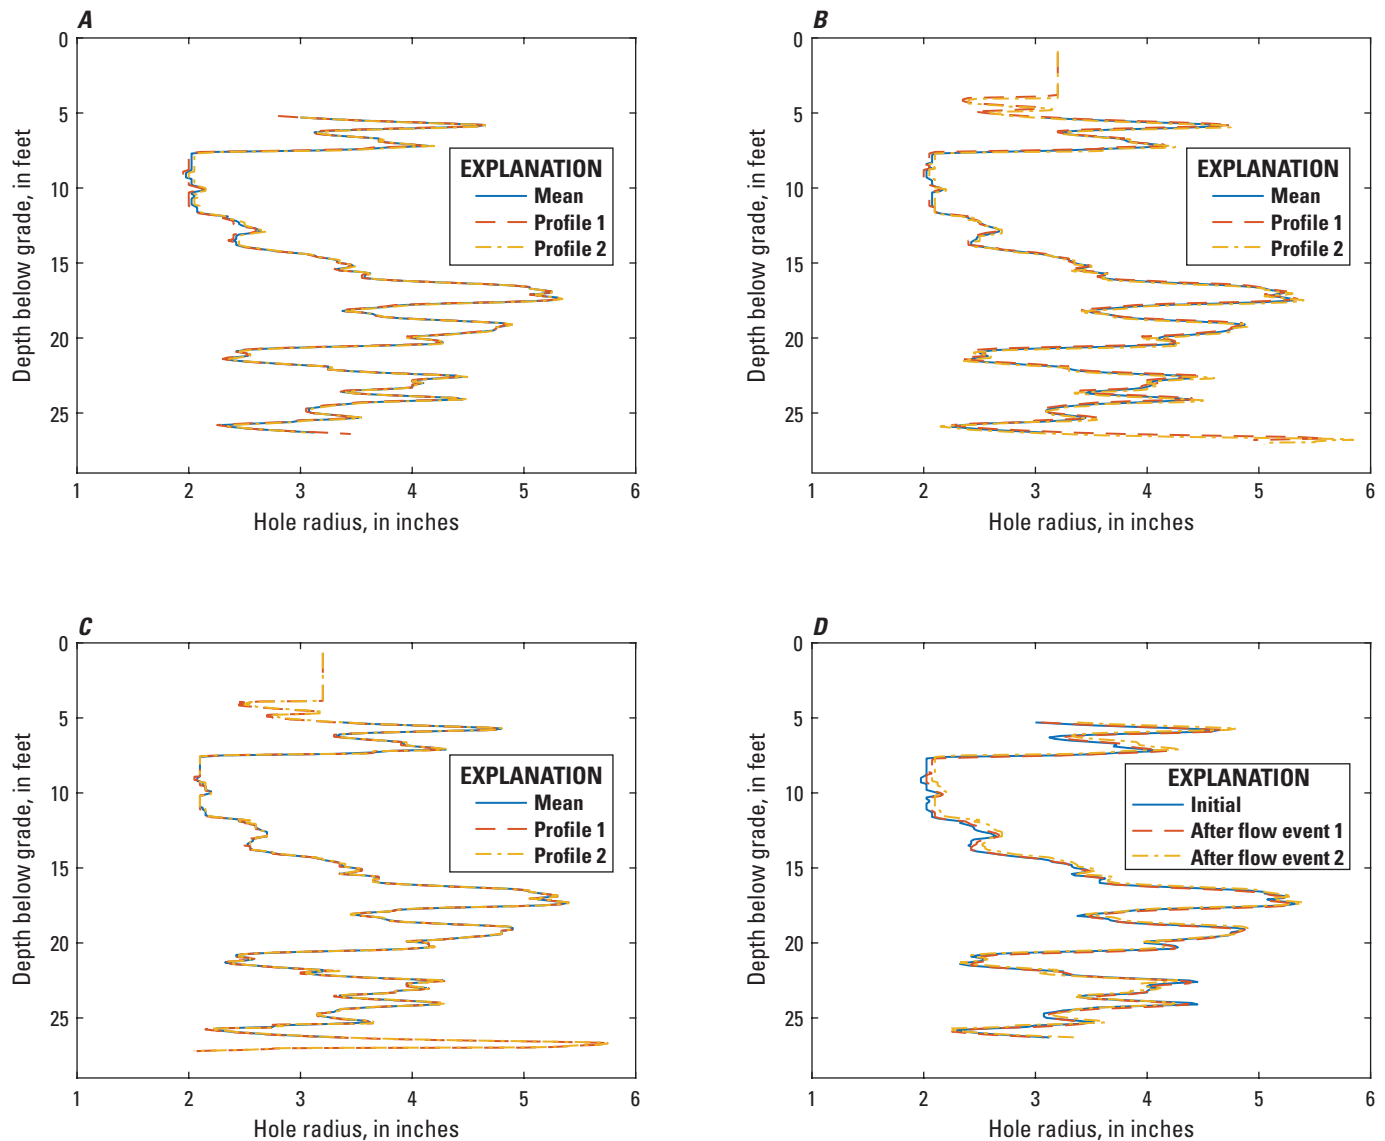 A
0
5
10
15
20
25
Depth below grade, in feet
EXPLANATION
Mean
Profile 1
Profile 2
1 2 3 4 5 6
Hole radius, in inches
B
0
5
10
15
20
25
Depth below grade, in feet
EXPLANATION
Mean
Profile 1
Profile 2
1 2 3 4 5 6
Hole radius, in inches
C
0
5
10
15
20
25
Depth below grade, in feet
EXPLANATION
Mean
Profile 1
Profile 2
1 2 3 4 5 6
Hole radius, in inches
D
0
5
10
15
20
25
Depth below grade, in feet
EXPLANATION
Initial
After flow event 1
After flow event 2
1 2 3 4 5 6
Hole radius, in inches